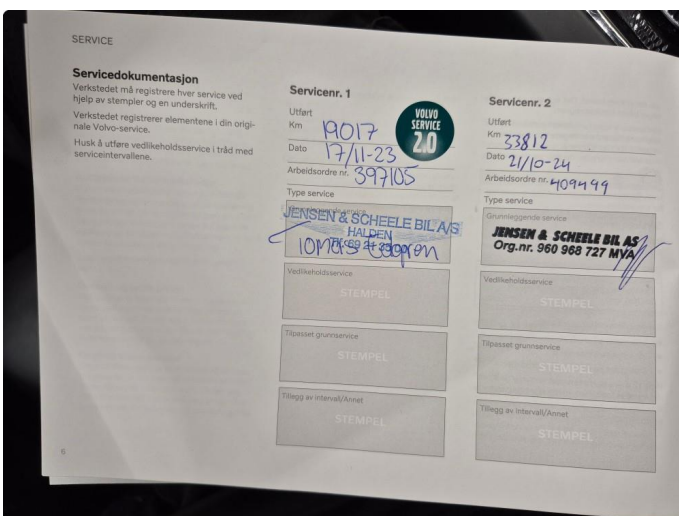 SERVICE
Servicedokumentasjon
Verkstedet må registrere hver service ved
hjelp av stempler og en underskrift.
Verkstedet registrerer elementene i din origi-
nale Volvo-service.
Husk å utføre vedlikeholdsservice i tråd med
serviceintervallene.
Servicenr. 1
Utført
Km 19017
Dato 17/11-23
Arbeidsordre nr. 397105
Type service
VOLVO
SERVICE
2.0
Grunnleggende service
JENSEN & SCHEELE BIL A/S
HALDEN
Tlf. 69 21
Vedlikeholdsservice
STEMPEL
Tilpasset grunnservice
STEMPEL
Tillegg av intervall/Annet
STEMPEL
Servicenr. 2
Utført
Km 33812
Dato 21/10-24
Arbeidsordre nr. 409499
Type service
Grunnleggende service
JENSEN & SCHEELE BIL AS
Org.nr. 960 968 727 MVA
Vedlikeholdsservice
STEMPEL
Tilpasset grunnservice
STEMPEL
Tillegg av intervall/Annet
STEMPEL
6